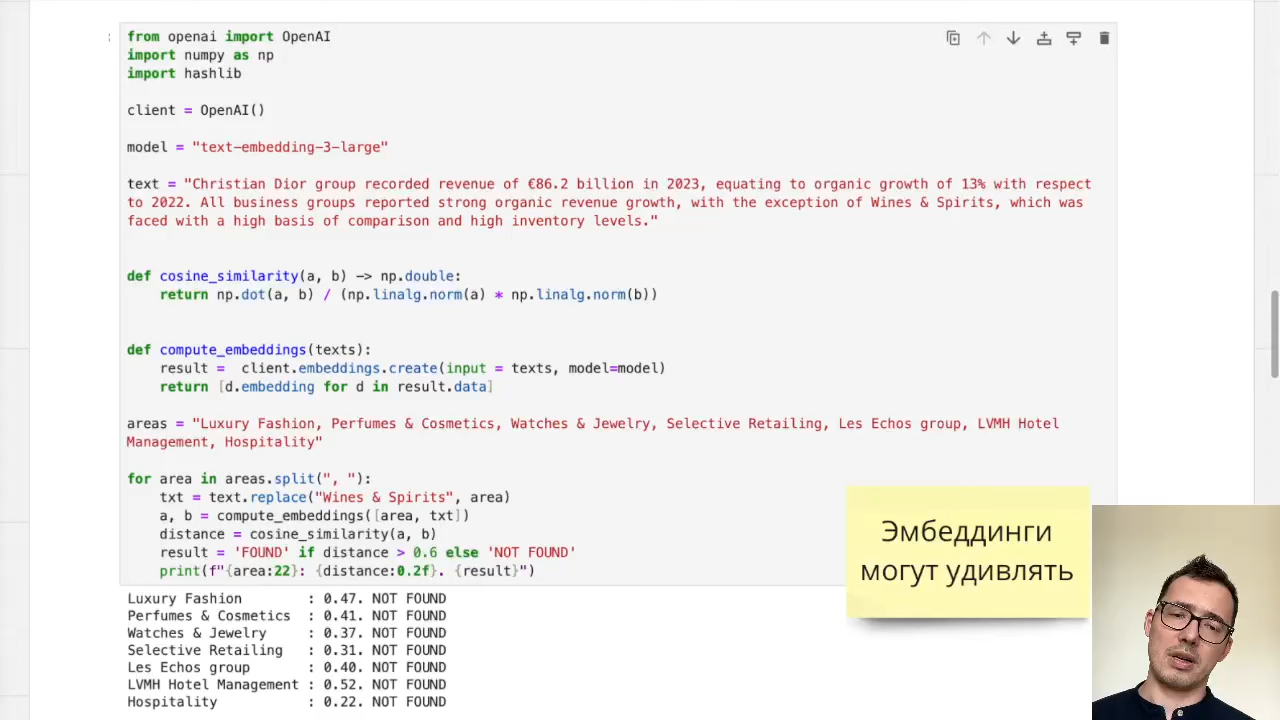 from openai import OpenAI
import numpy as np
import hashlib

client = OpenAI()

model = "text-embedding-3-large"

text = "Christian Dior group recorded revenue of €86.2 billion in 2023, equating to organic growth of 13% with respect
to 2022. All business groups reported strong organic revenue growth, with the exception of Wines & Spirits, which was
faced with a high basis of comparison and high inventory levels."

def cosine_similarity(a, b) -> np.double:
    return np.dot(a, b) / (np.linalg.norm(a) * np.linalg.norm(b))

def compute_embeddings(texts):
    result =  client.embeddings.create(input = texts, model=model)
    return [d.embedding for d in result.data]

areas = "Luxury Fashion, Perfumes & Cosmetics, Watches & Jewelry, Selective Retailing, Les Echos group, LVMH Hotel
Management, Hospitality"

for area in areas.split(", "):
    txt = text.replace("Wines & Spirits", area)
    a, b = compute_embeddings([area, txt])
    distance = cosine_similarity(a, b)
    result = 'FOUND' if distance > 0.6 else 'NOT FOUND'
    print(f"{area:22}: {distance:0.2f}. {result}")
Эмбеддинги
могут удивлять
Luxury Fashion        : 0.47. NOT FOUND
Perfumes & Cosmetics  : 0.41. NOT FOUND
Watches & Jewelry     : 0.37. NOT FOUND
Selective Retailing   : 0.31. NOT FOUND
Les Echos group       : 0.40. NOT FOUND
LVMH Hotel Management : 0.52. NOT FOUND
Hospitality           : 0.22. NOT FOUND